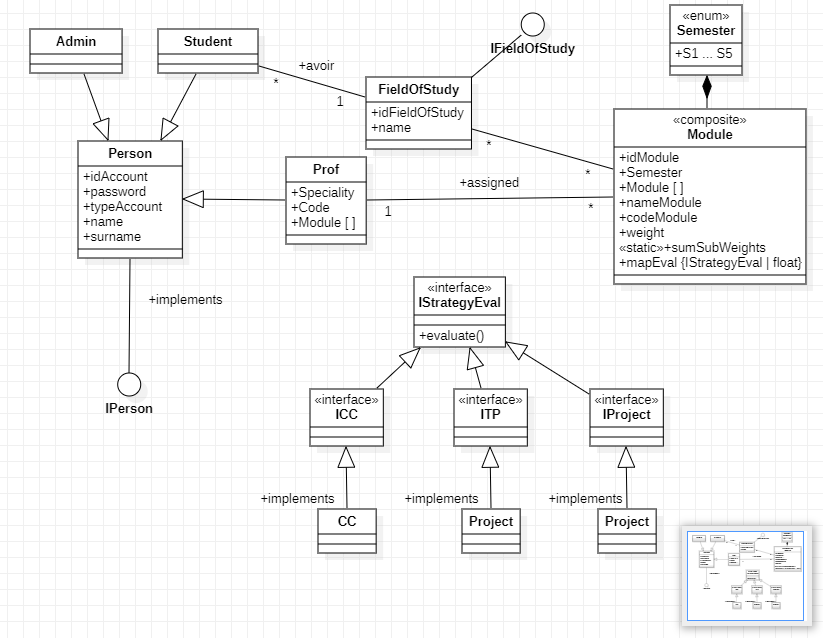 Admin
Student
+avoir
*
1
IFieldOfStudy
«enum»
Semester
+S1 ... S5
FieldOfStudy
+idFieldOfStudy
+name
*
*
«composite»
Module
+idModule
+Semester
+Module [ ]
+nameModule
+codeModule
+weight
«static»+sumSubWeights
+mapEval {IStrategyEval | float}
Person
+idAccount
+password
+typeAccount
+name
+surname
Prof
+Speciality
+Code
+Module [ ]
+assigned
1
*
+implements
IPerson
«interface»
IStrategyEval
+evaluate()
«interface»
ICC
«interface»
ITP
«interface»
IProject
+implements
+implements
+implements
CC
Project
Project